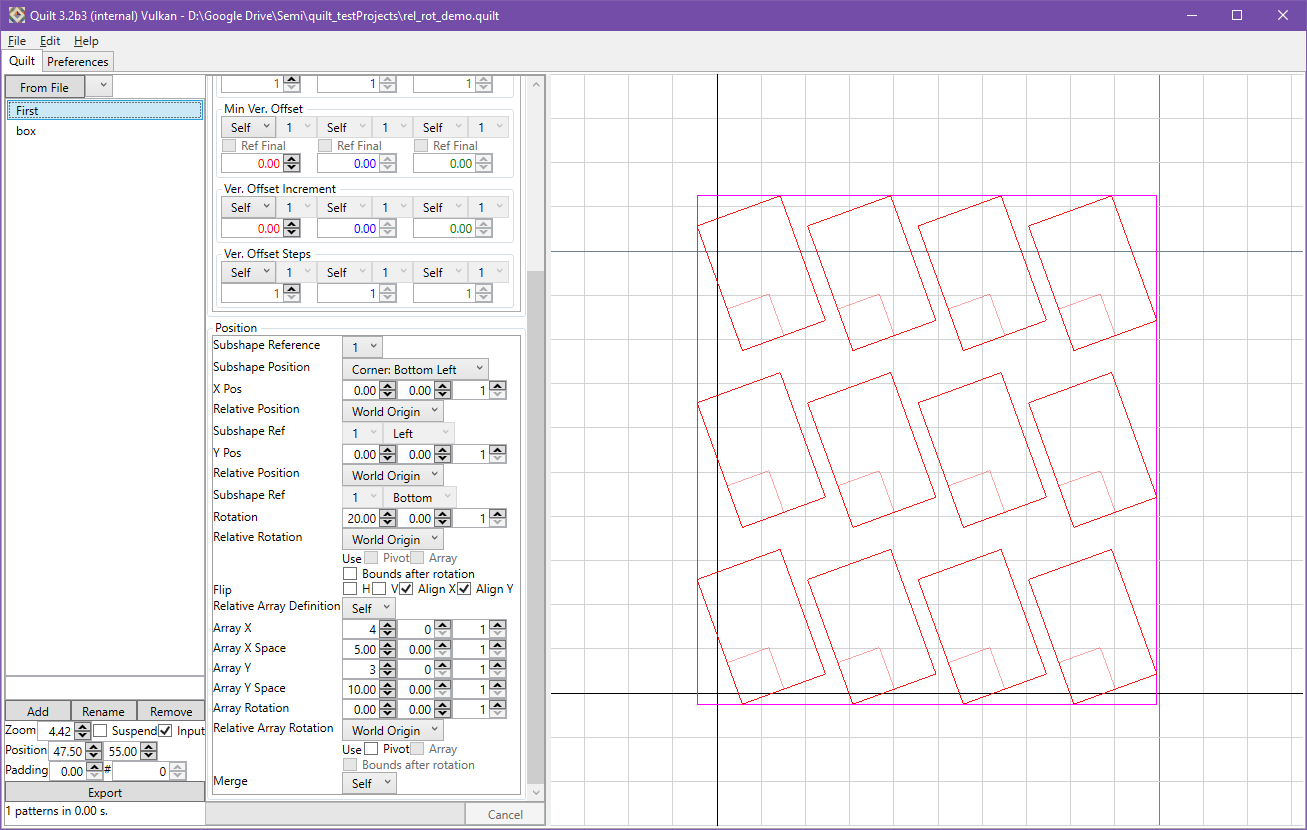 Quilt 3.2b3 (internal) Vulkan - D:\Google Drive\Semi\quilt_testProjects\rel_rot_demo.quilt
File Edit Help
Quilt Preferences
From File
First
box
1 1 1
Min Ver. Offset
Self 1 Self 1 Self 1
Ref Final Ref Final Ref Final
0.00 0.00 0.00
Ver. Offset Increment
Self 1 Self 1 Self 1
0.00 0.00 0.00
Ver. Offset Steps
Self 1 Self 1 Self 1
1 1 1
Position
Subshape Reference 1
Subshape Position Corner: Bottom Left
X Pos 0.00 0.00 1
Relative Position World Origin
Subshape Ref 1 Left
Y Pos 0.00 0.00 1
Relative Position World Origin
Subshape Ref 1 Bottom
Rotation 20.00 0.00 1
Relative Rotation World Origin
Use Pivot Array
Bounds after rotation
Flip H V Align X Align Y
Relative Array Definition Self
Array X 4 0 1
Array X Space 5.00 0.00 1
Array Y 3 0 1
Array Y Space 10.00 0.00 1
Array Rotation 0.00 0.00 1
Relative Array Rotation World Origin
Use Pivot Array
Bounds after rotation
Merge Self
Add Rename Remove
Zoom 4.42 Suspend Input
Position 47.50 55.00
Padding 0.00 # 0
Export
1 patterns in 0.00 s.
Cancel